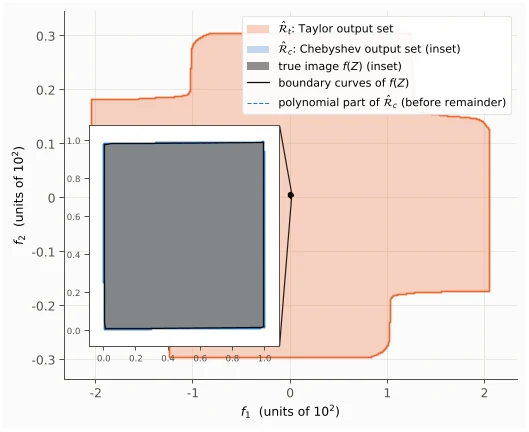 R̂ₜ: Taylor output set
R̂꜀: Chebyshev output set (inset)
true image f(Z) (inset)
boundary curves of f(Z)
polynomial part of R̂꜀ (before remainder)
f₂ (units of 10²)
0.3
0.2
0.1
0
-0.1
-0.2
-0.3
1.0
0.8
0.6
0.4
0.2
0.0
0.0 0.2 0.4 0.6 0.8 1.0
-2 -1 0 1 2
f₁ (units of 10²)